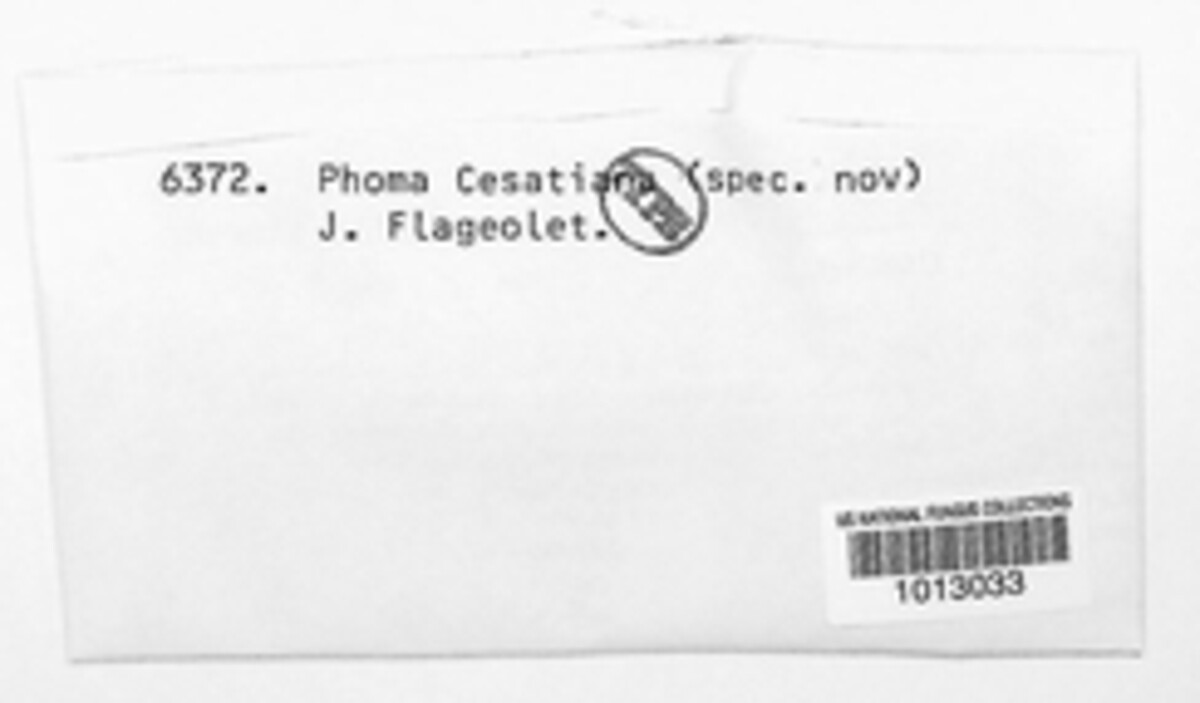 6372. Phoma Cesatiana (spec. nov)
J. Flageolet.
US NATIONAL FUNGUS COLLECTIONS
1013033